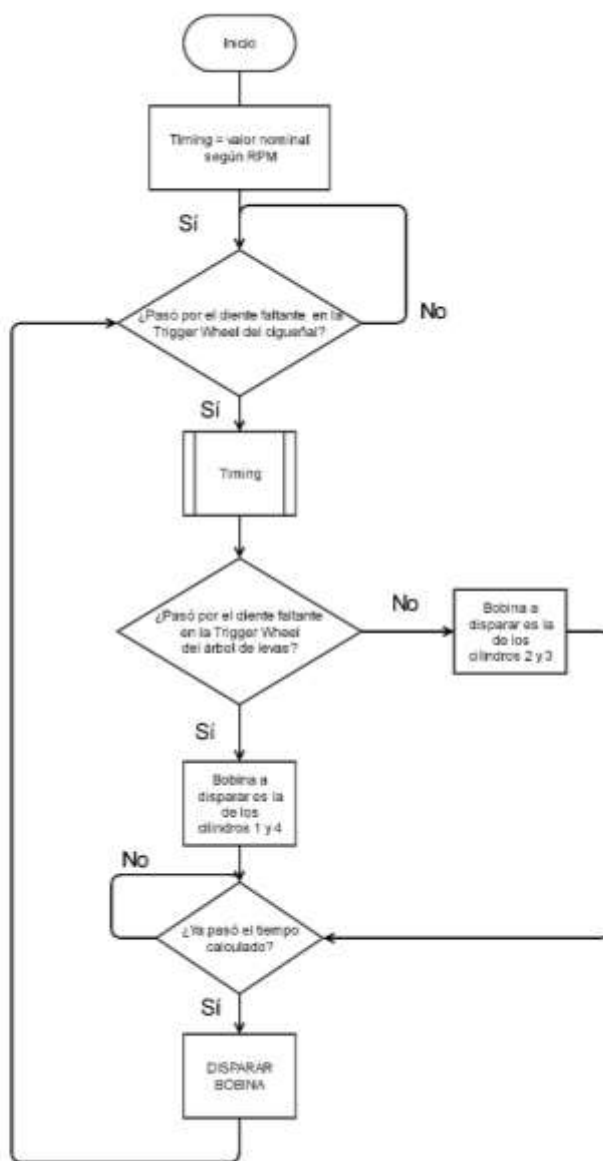 Inicio
Timing = valor nominal
según RPM
Sí
¿Pasó por el diente faltante en la
Trigger Wheel del cigueñal?
No
Sí
Timing
¿Pasó por el diente faltante
en la Trigger Wheel
del árbol de levas?
No
Bobina a
disparar es la
de los
cilindros 2 y 3
Sí
Bobina a
disparar es la
de los
cilindros 1 y 4
No
¿Ya pasó el tiempo
calculado?
Sí
DISPARAR
BOBINA